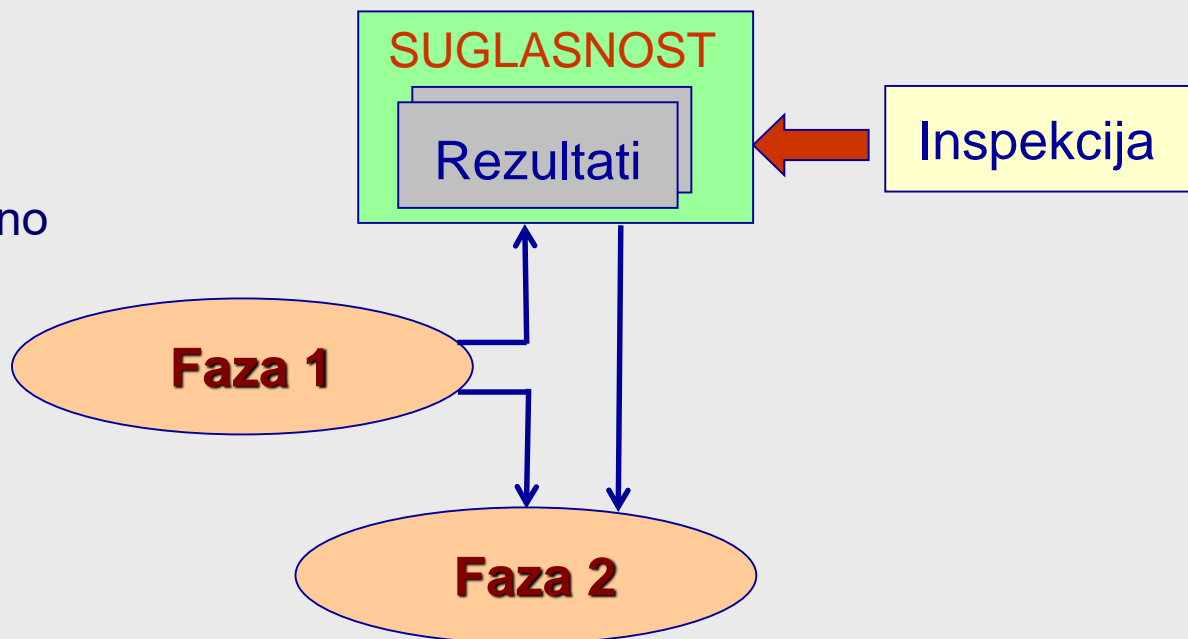 SUGLASNOST
Rezultati
Inspekcija
no
Faza 1
Faza 2